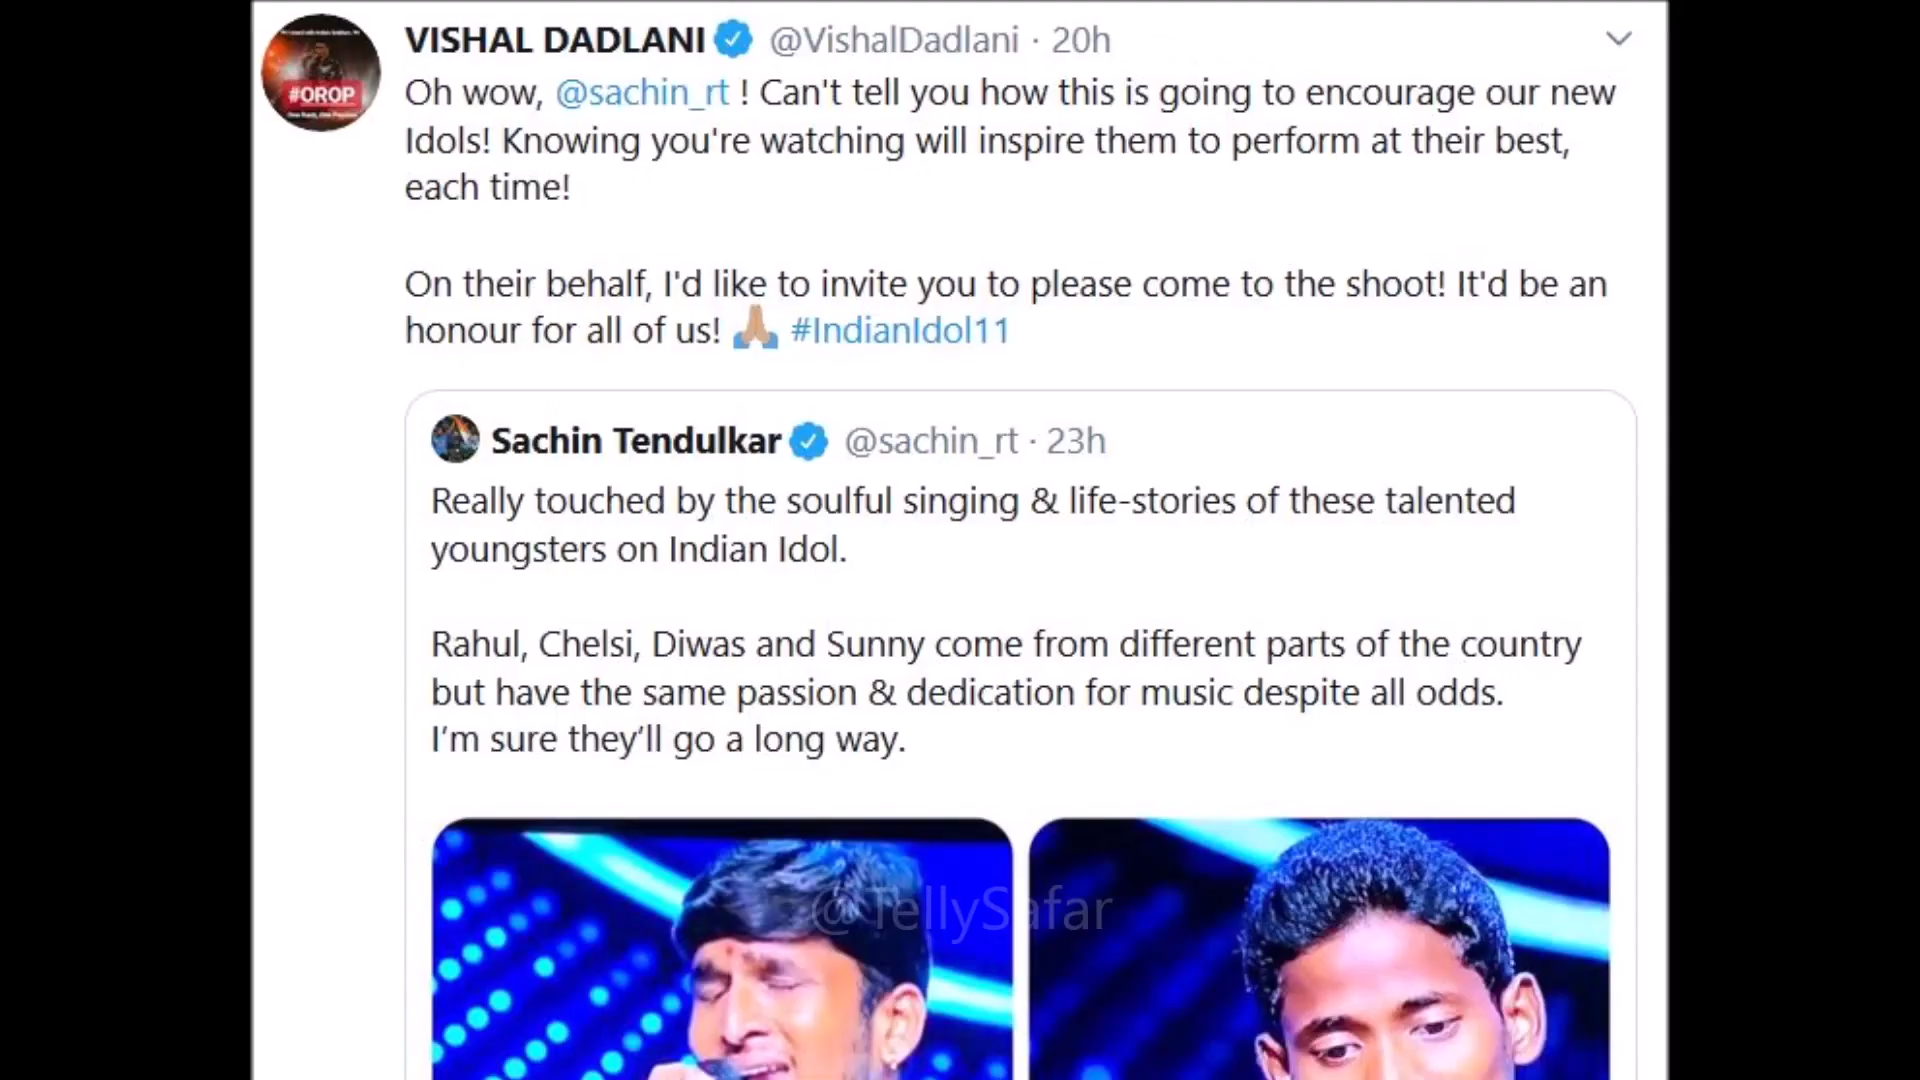 VISHAL DADLANI @VishalDadlani · 20h
#OROP
Oh wow, @sachin_rt ! Can't tell you how this is going to encourage our new
Idols! Knowing you're watching will inspire them to perform at their best,
each time!
On their behalf, I'd like to invite you to please come to the shoot! It'd be an
honour for all of us! 🙏🏼 #IndianIdol11
Sachin Tendulkar @sachin_rt · 23h
Really touched by the soulful singing & life-stories of these talented
youngsters on Indian Idol.
Rahul, Chelsi, Diwas and Sunny come from different parts of the country
but have the same passion & dedication for music despite all odds.
I’m sure they’ll go a long way.
@TellySafar